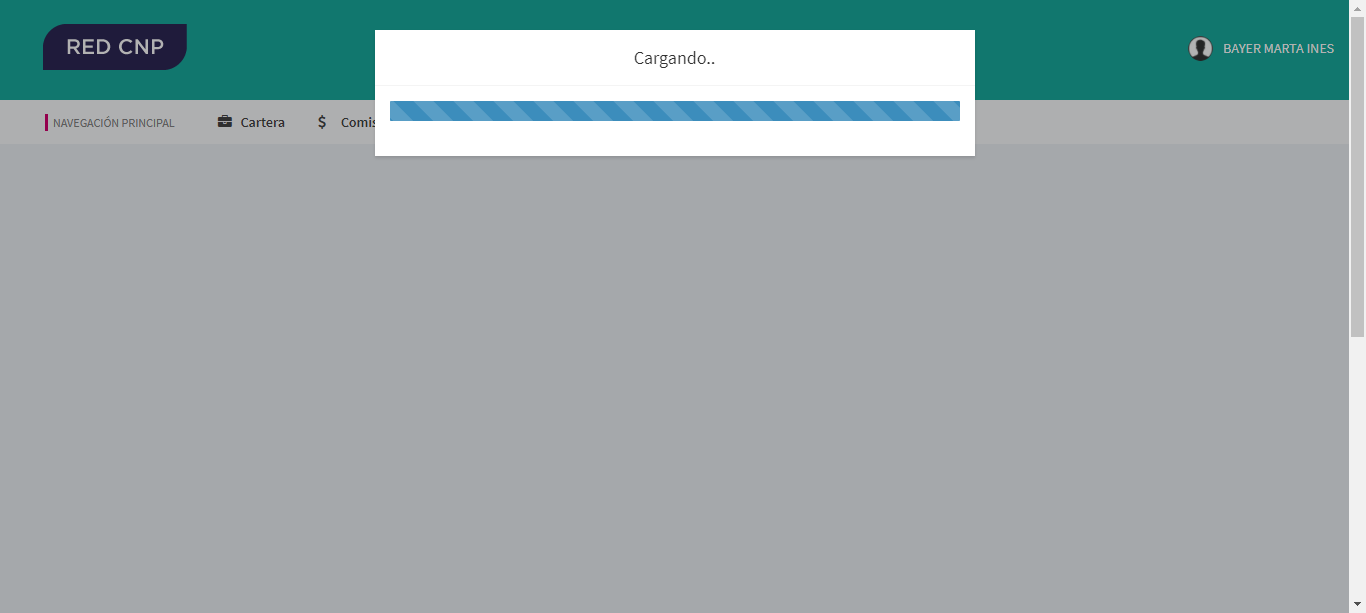 RED CNP
Cargando..
BAYER MARTA INES
NAVEGACIÓN PRINCIPAL
Cartera
$ Comis